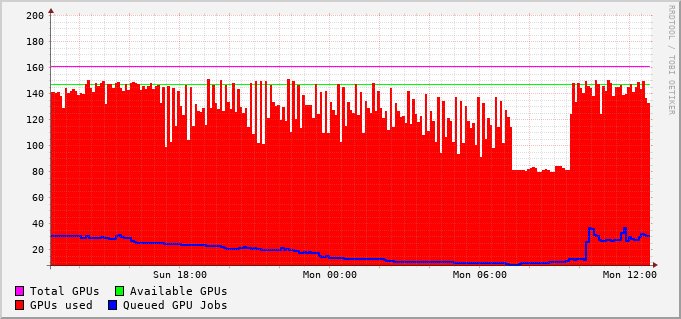 200
180
160
140
120
100
80
60
40
20
Sun 18:00 Mon 00:00 Mon 06:00 Mon 12:00
Total GPUs Available GPUs
GPUs used Queued GPU Jobs
RRDTOOL / TOBI OETIKER